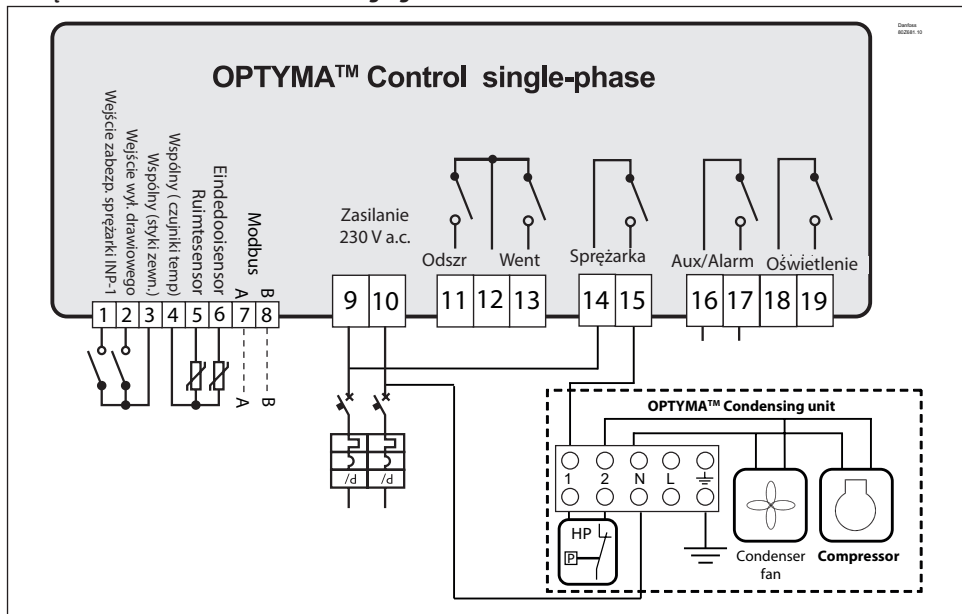 Danfoss
80Z881.10
OPTYMA™ Control single-phase
Wejście zabezp. sprężarki INP-1
Wejście wył. drzwiowego
Wspólny (styki zewn.)
Wspólny ( czujniki temp)
Ruimtesensor
Eindedooisensor
Modbus
A
B
Zasilanie
230 V a.c.
Odszr
Went
Sprężarka
Aux/Alarm
Oświetlenie
1 2 3 4 5 6 7 8
9 10
11 12 13
14 15
16 17 18 19
A
B
OPTYMA™ Condensing unit
1 2 N L
HP
P
Condenser
fan
Compressor